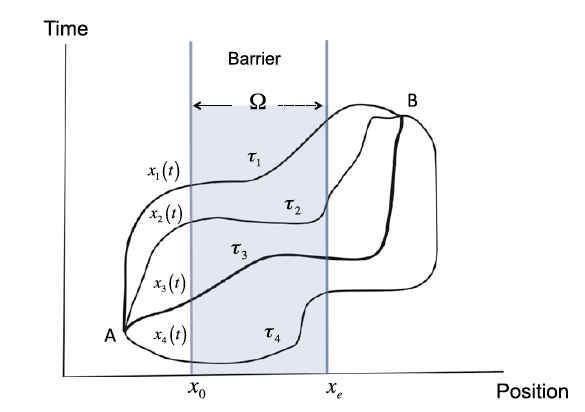 Time
Barrier
Ω
B
x₁(t)
τ₁
x₂(t)
τ₂
τ₃
x₃(t)
A
x₄(t)
τ₄
x₀
xₑ
Position